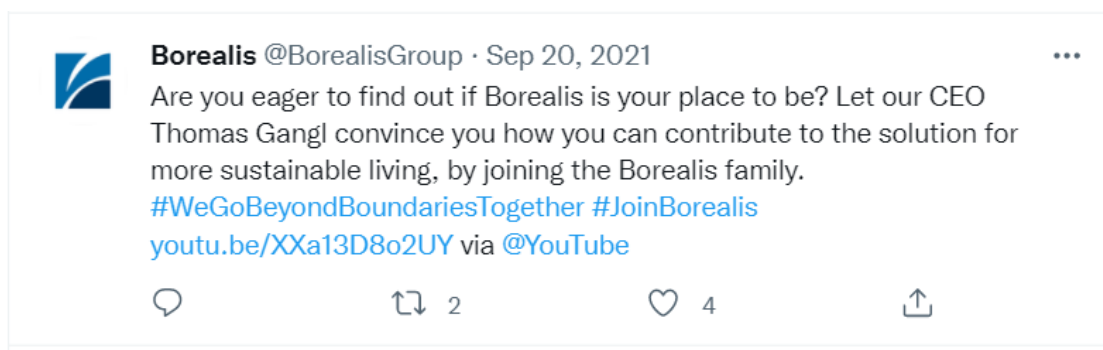 Borealis @BorealisGroup · Sep 20, 2021
Are you eager to find out if Borealis is your place to be? Let our CEO
Thomas Gangl convince you how you can contribute to the solution for
more sustainable living, by joining the Borealis family.
#WeGoBeyondBoundariesTogether #JoinBorealis
youtu.be/XXa13D8o2UY via @YouTube
2 4